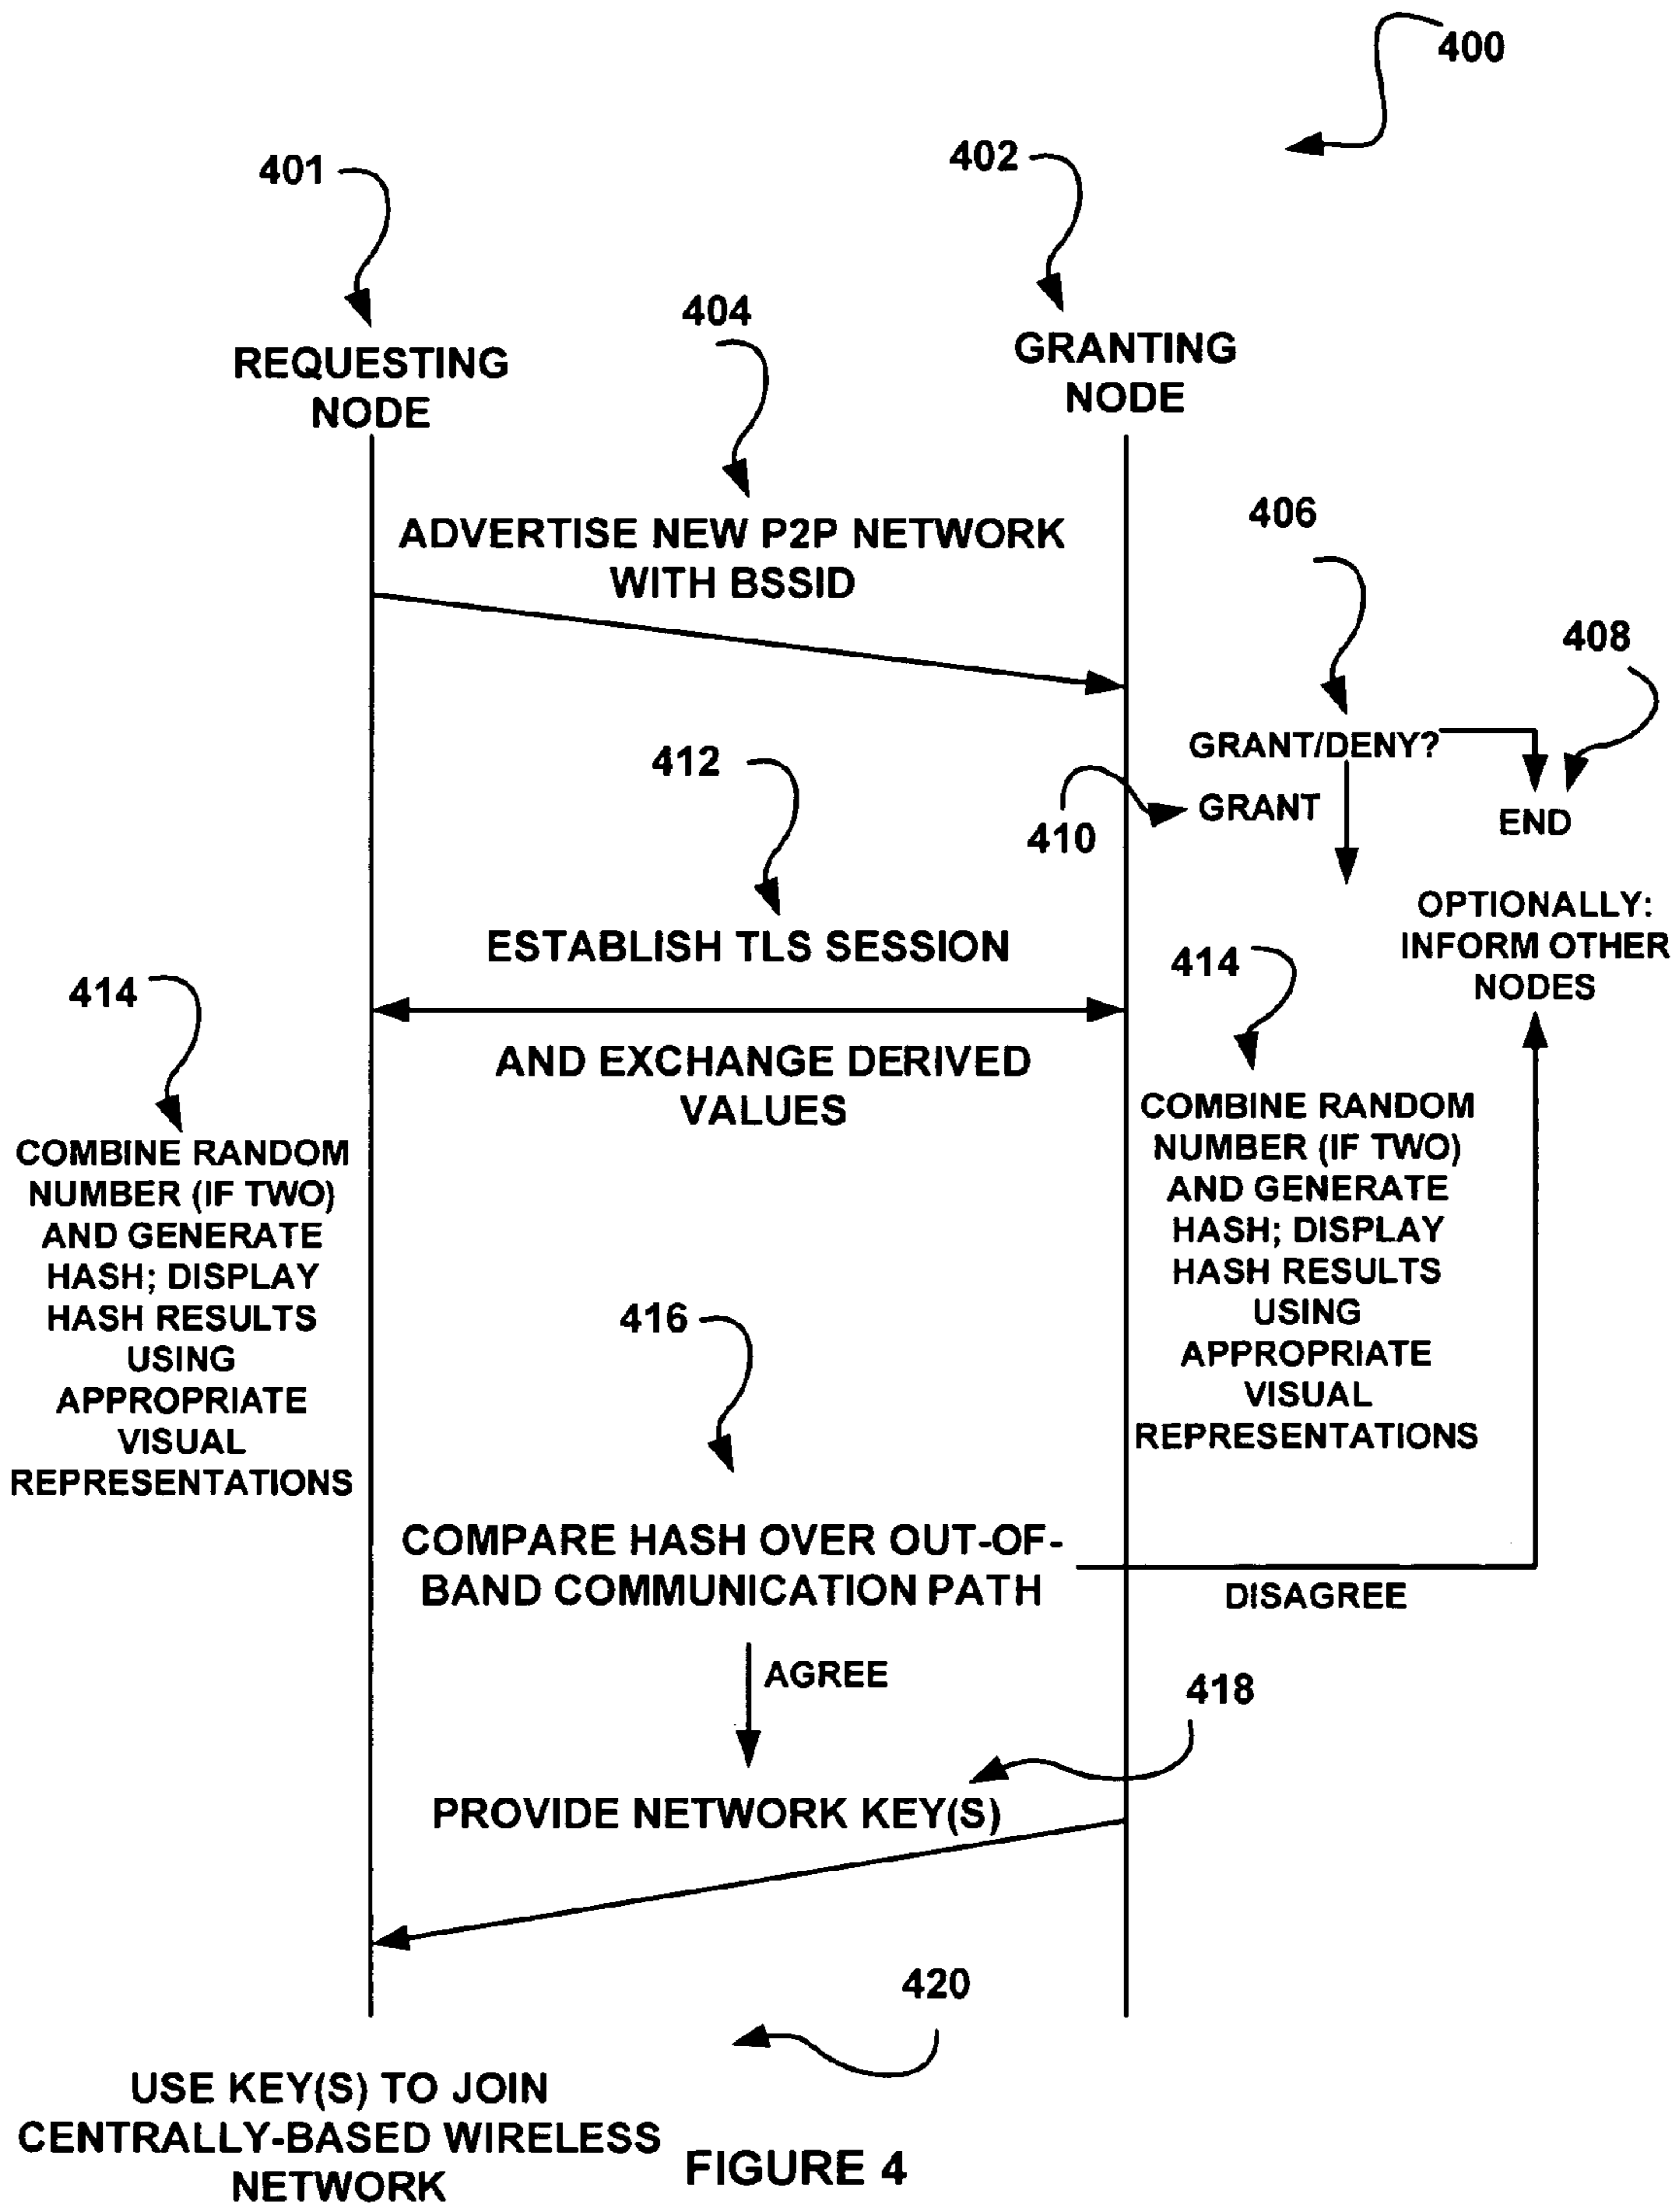 400
402
401
404
GRANTING
NODE
REQUESTING
NODE
406
ADVERTISE NEW P2P NETWORK
WITH BSSID
408
GRANT/DENY?
412
GRANT
END
410
OPTIONALLY:
INFORM OTHER
NODES
ESTABLISH TLS SESSION
414
414
AND EXCHANGE DERIVED
VALUES
COMBINE RANDOM
NUMBER (IF TWO)
AND GENERATE
HASH; DISPLAY
HASH RESULTS
USING
APPROPRIATE
VISUAL
REPRESENTATIONS
COMBINE RANDOM
NUMBER (IF TWO)
AND GENERATE
HASH; DISPLAY
HASH RESULTS
USING
APPROPRIATE
VISUAL
REPRESENTATIONS
416
COMPARE HASH OVER OUT-OF-
BAND COMMUNICATION PATH
DISAGREE
AGREE
418
PROVIDE NETWORK KEY(S)
420
USE KEY(S) TO JOIN
CENTRALLY-BASED WIRELESS
NETWORK
FIGURE 4